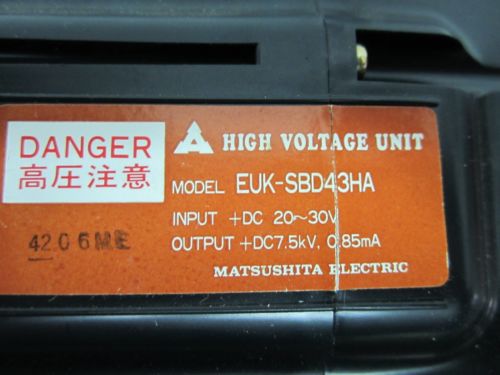 DANGER
高圧注意
HIGH VOLTAGE UNIT
MODEL EUK-SBD43HA
INPUT +DC 20~30V
OUTPUT +DC7.5kV, 0.85mA
4206ME
MATSUSHITA ELECTRIC